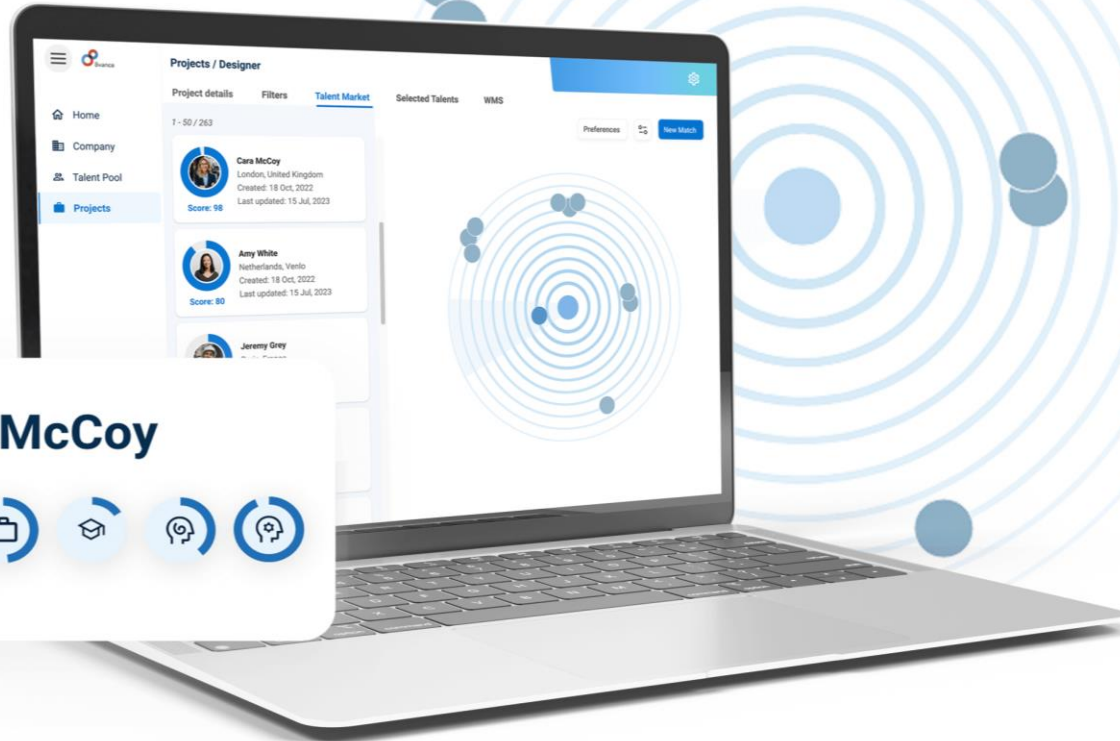 8vance
Projects / Designer
Project details
Filters
Talent Market
Selected Talents
WMS
Home
Company
Talent Pool
Projects
1 - 50 / 263
Preferences
New Match
Cara McCoy
London, United Kingdom
Created: 18 Oct, 2022
Last updated: 15 Jul, 2023
Score: 98
Amy White
Netherlands, Venlo
Created: 18 Oct, 2022
Last updated: 15 Jul, 2023
Score: 80
Jeremy Grey
McCoy